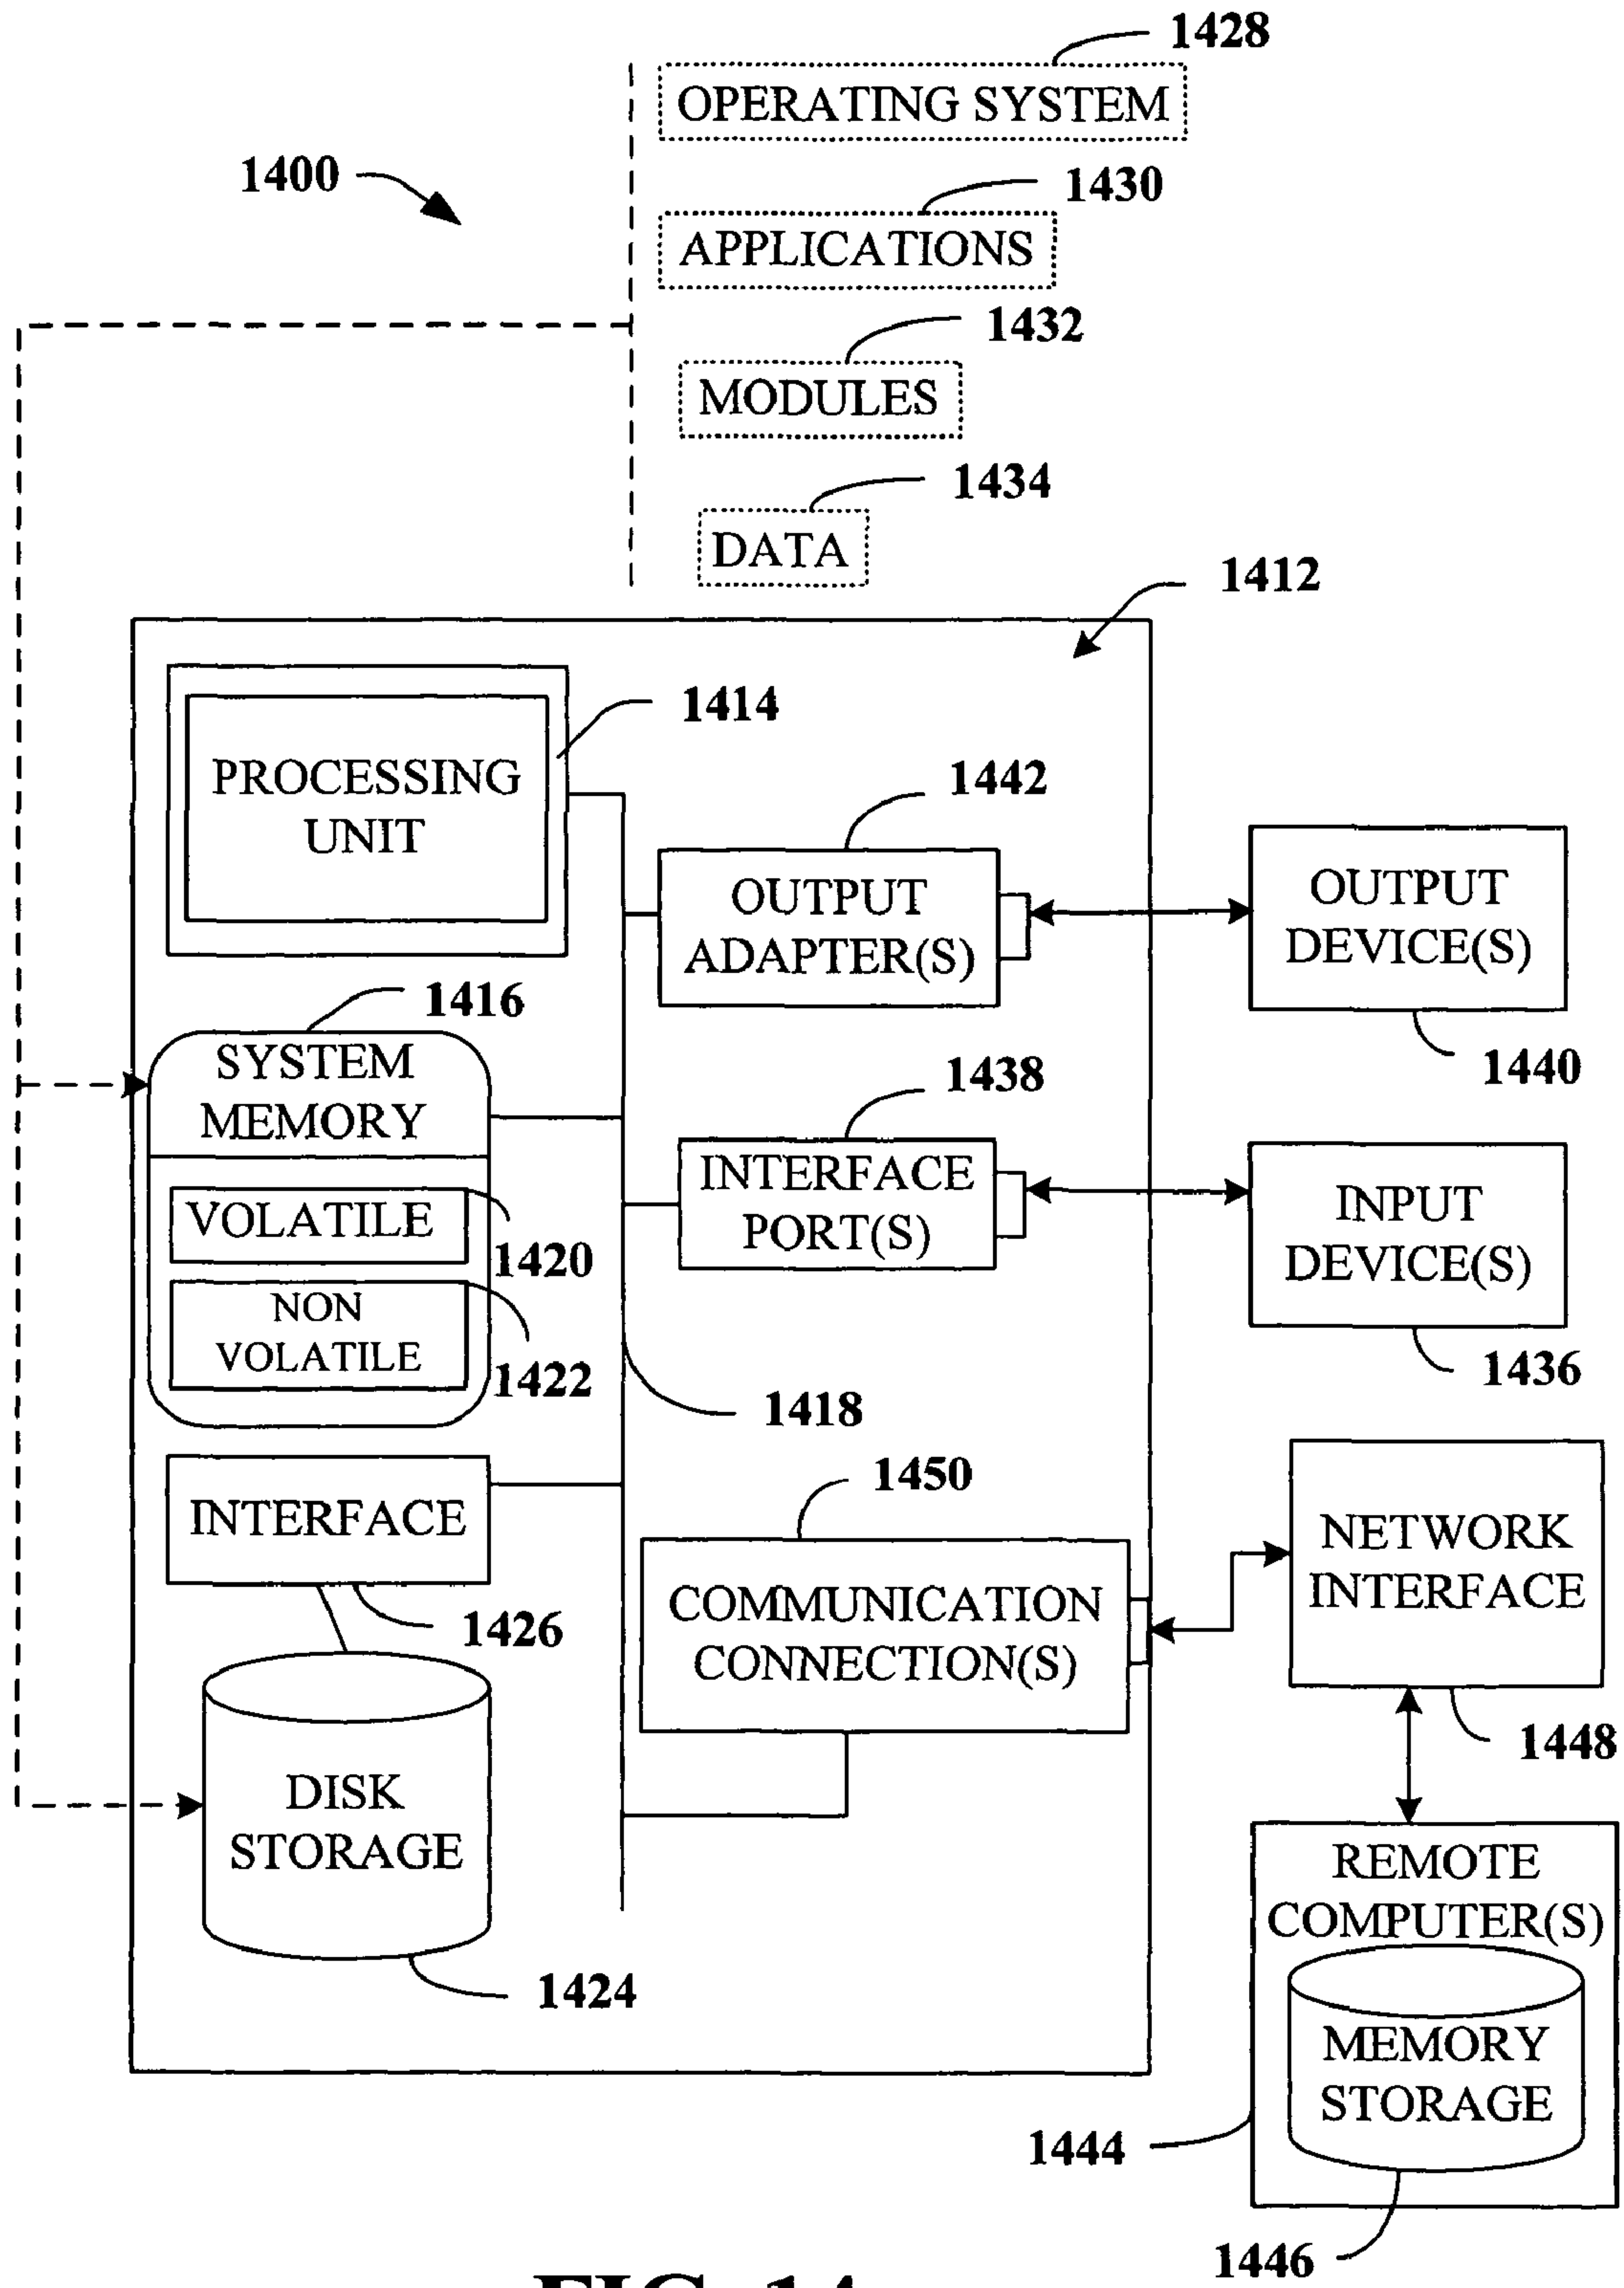 1428
OPERATING SYSTEM
1400
1430
APPLICATIONS
1432
MODULES
1434
DATA
1412
1414
PROCESSING
UNIT
1442
OUTPUT
ADAPTER(S)
OUTPUT
DEVICE(S)
1440
1416
SYSTEM
MEMORY
1438
INTERFACE
PORT(S)
INPUT
DEVICE(S)
1436
VOLATILE
1420
NON
VOLATILE
1422
1418
INTERFACE
1426
1450
COMMUNICATION
CONNECTION(S)
NETWORK
INTERFACE
1448
DISK
STORAGE
1424
REMOTE
COMPUTER(S)
MEMORY
STORAGE
1444
1446
FIG. 14